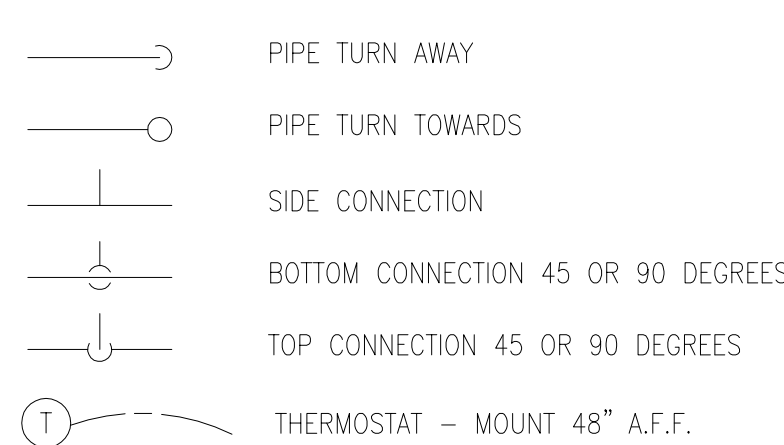 PIPE TURN AWAY
PIPE TURN TOWARDS
SIDE CONNECTION
BOTTOM CONNECTION 45 OR 90 DEGREES
TOP CONNECTION 45 OR 90 DEGREES
T THERMOSTAT – MOUNT 48" A.F.F.